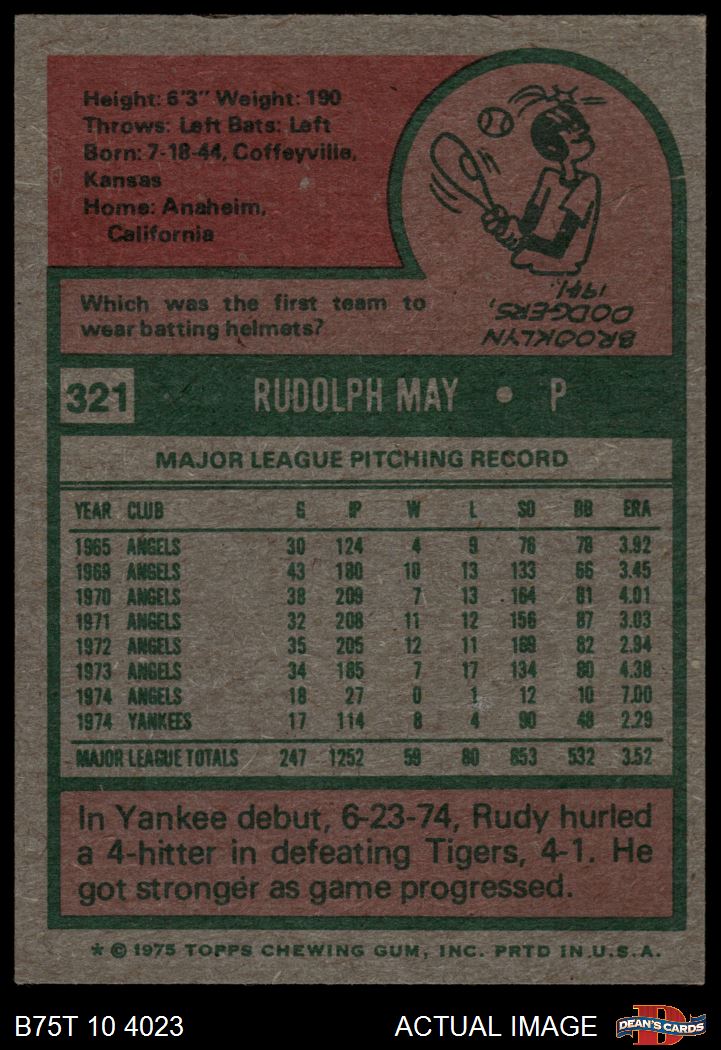 Height: 6'3" Weight: 190
Throws: Left Bats: Left
Born: 7-18-44, Coffeyville,
Kansas
Home: Anaheim,
California
Which was the first team to
wear batting helmets?
BROOKLYN
DODGERS,
1941.
321 RUDOLPH MAY • P
MAJOR LEAGUE PITCHING RECORD
YEAR CLUB G IP W L SO BB ERA
1965 ANGELS 30 124 4 9 76 78 3.92
1969 ANGELS 43 180 10 13 133 66 3.45
1970 ANGELS 38 209 7 13 164 81 4.01
1971 ANGELS 32 208 11 12 156 87 3.03
1972 ANGELS 35 205 12 11 169 82 2.94
1973 ANGELS 34 185 7 17 134 80 4.38
1974 ANGELS 18 27 0 1 12 10 7.00
1974 YANKEES 17 114 8 4 90 48 2.29
MAJOR LEAGUE TOTALS 247 1252 59 80 853 532 3.52
In Yankee debut, 6-23-74, Rudy hurled
a 4-hitter in defeating Tigers, 4-1. He
got stronger as game progressed.
* © 1975 TOPPS CHEWING GUM, INC. PRTD IN U.S.A.
B75T 10 4023
ACTUAL IMAGE
D
DEAN'S CARDS